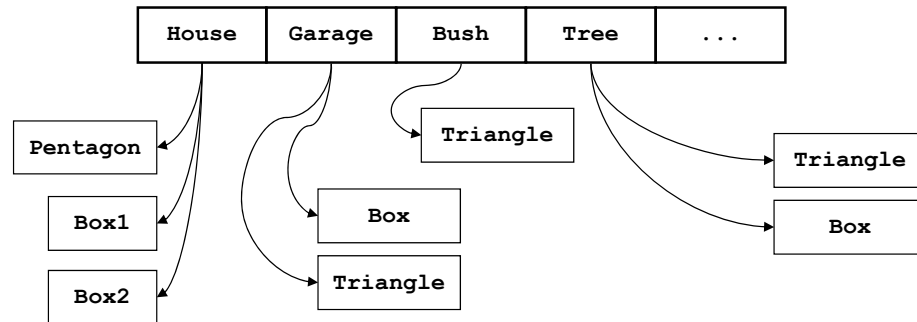 House Garage Bush Tree ...
Pentagon
Triangle
Triangle
Box1
Box
Box
Box2
Triangle